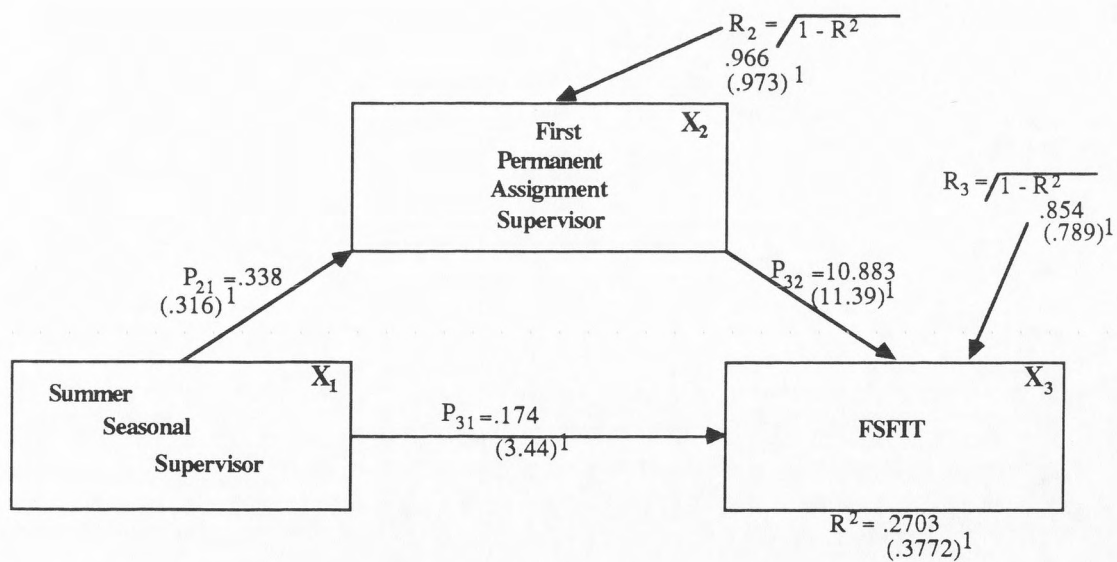 R₂ = √1 - R²
.966
(.973)¹
X₂
First
Permanent
Assignment
Supervisor
R₃ = √1 - R²
.854
(.789)¹
P₂₁ = .338
(.316)¹
P₃₂ = 10.883
(11.39)¹
X₁
Summer
Seasonal
Supervisor
P₃₁ = .174
(3.44)¹
X₃
FSFIT
R² = .2703
(.3772)¹